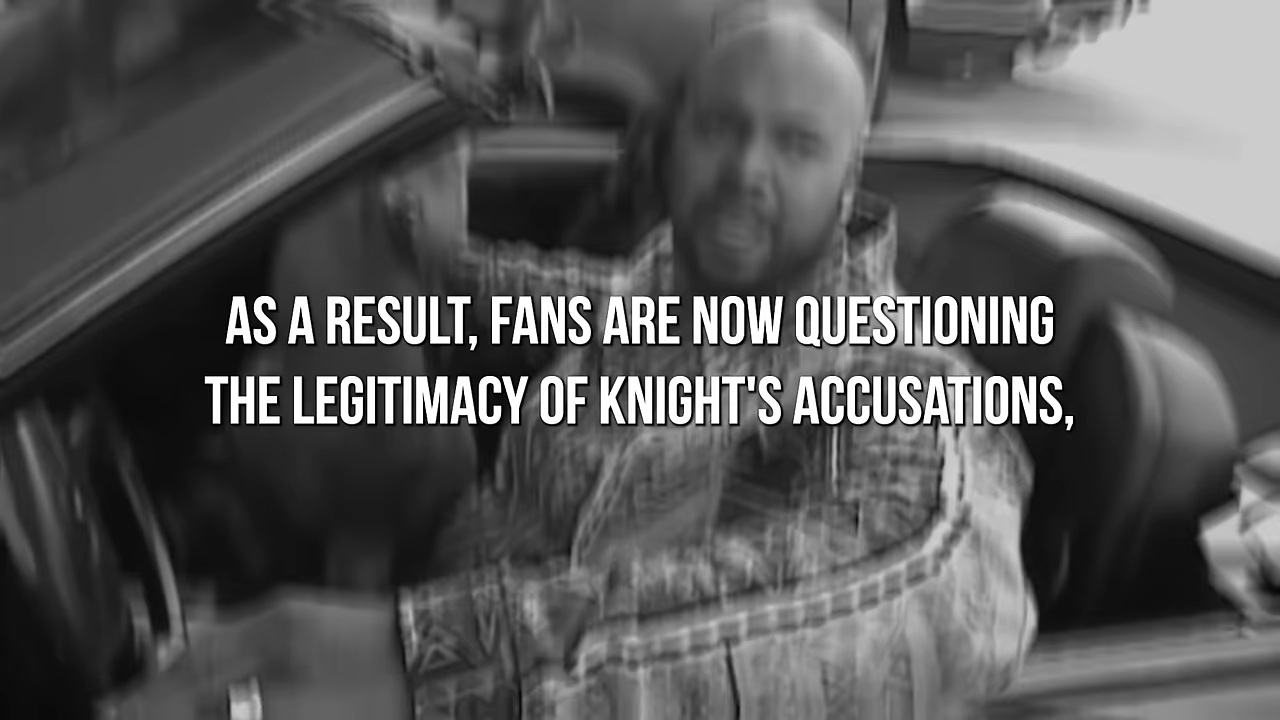 AS A RESULT, FANS ARE NOW QUESTIONING
THE LEGITIMACY OF KNIGHT'S ACCUSATIONS,